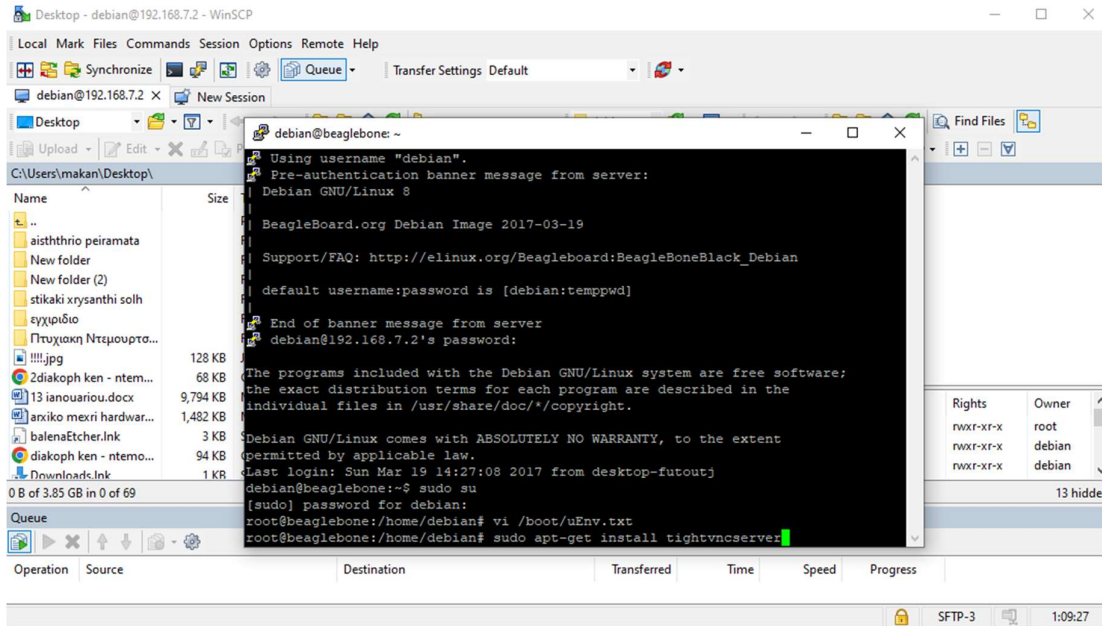 Desktop - debian@192.168.7.2 - WinSCP
Local Mark Files Commands Session Options Remote Help
Synchronize Queue Transfer Settings Default
debian@192.168.7.2 × New Session
Desktop Find Files
Upload Edit
C:\Users\makan\Desktop\
Name Size
..
aisththrio peiramata
New folder
New folder (2)
stikaki xrysanthi solh
εγχιριδιο
Πτυχιακη Ντεμουρτσ...
!!!!.jpg 128 KB
2diakoph ken - ntem... 68 KB
13 ianouariou.docx 9,794 KB
arxiko mexri hardwar... 1,482 KB
balenaEtcher.lnk 3 KB
diakoph ken - ntemo... 94 KB
Downloads.lnk 1 KB
0 B of 3.85 GB in 0 of 69
debian@beaglebone: ~
Using username "debian".
Pre-authentication banner message from server:
| Debian GNU/Linux 8
|
| BeagleBoard.org Debian Image 2017-03-19
|
| Support/FAQ: http://elinux.org/Beagleboard:BeagleBoneBlack_Debian
|
| default username:password is [debian:temppwd]
|
End of banner message from server
debian@192.168.7.2's password:
The programs included with the Debian GNU/Linux system are free software;
the exact distribution terms for each program are described in the
individual files in /usr/share/doc/*/copyright.
Debian GNU/Linux comes with ABSOLUTELY NO WARRANTY, to the extent
permitted by applicable law.
Last login: Sun Mar 19 14:27:08 2017 from desktop-futoutj
debian@beaglebone:~$ sudo su
[sudo] password for debian:
root@beaglebone:/home/debian# vi /boot/uEnv.txt
root@beaglebone:/home/debian# sudo apt-get install tightvncserver
Rights Owner
rwxr-xr-x root
rwxr-xr-x debian
rwxr-xr-x debian
13 hidde
Queue
Operation Source Destination Transferred Time Speed Progress
SFTP-3 1:09:27